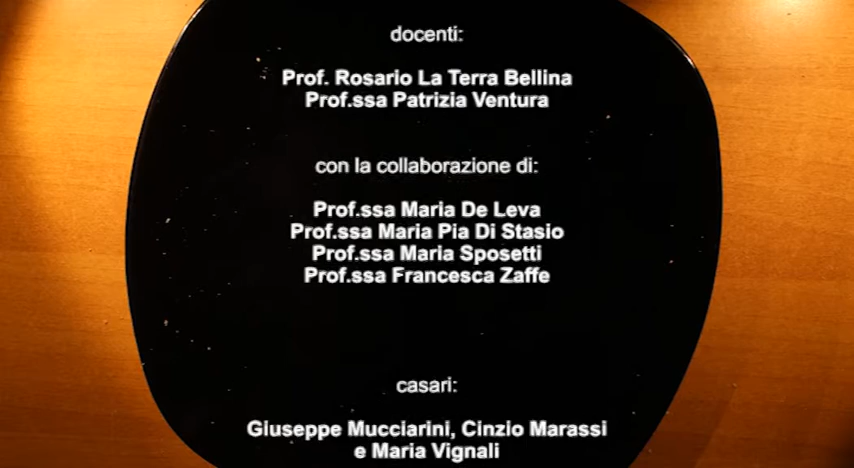 docenti:
Prof. Rosario La Terra Bellina
Prof.ssa Patrizia Ventura
con la collaborazione di:
Prof.ssa Maria De Leva
Prof.ssa Maria Pia Di Stasio
Prof.ssa Maria Sposetti
Prof.ssa Francesca Zaffe
casari:
Giuseppe Mucciarini, Cinzio Marassi
e Maria Vignali